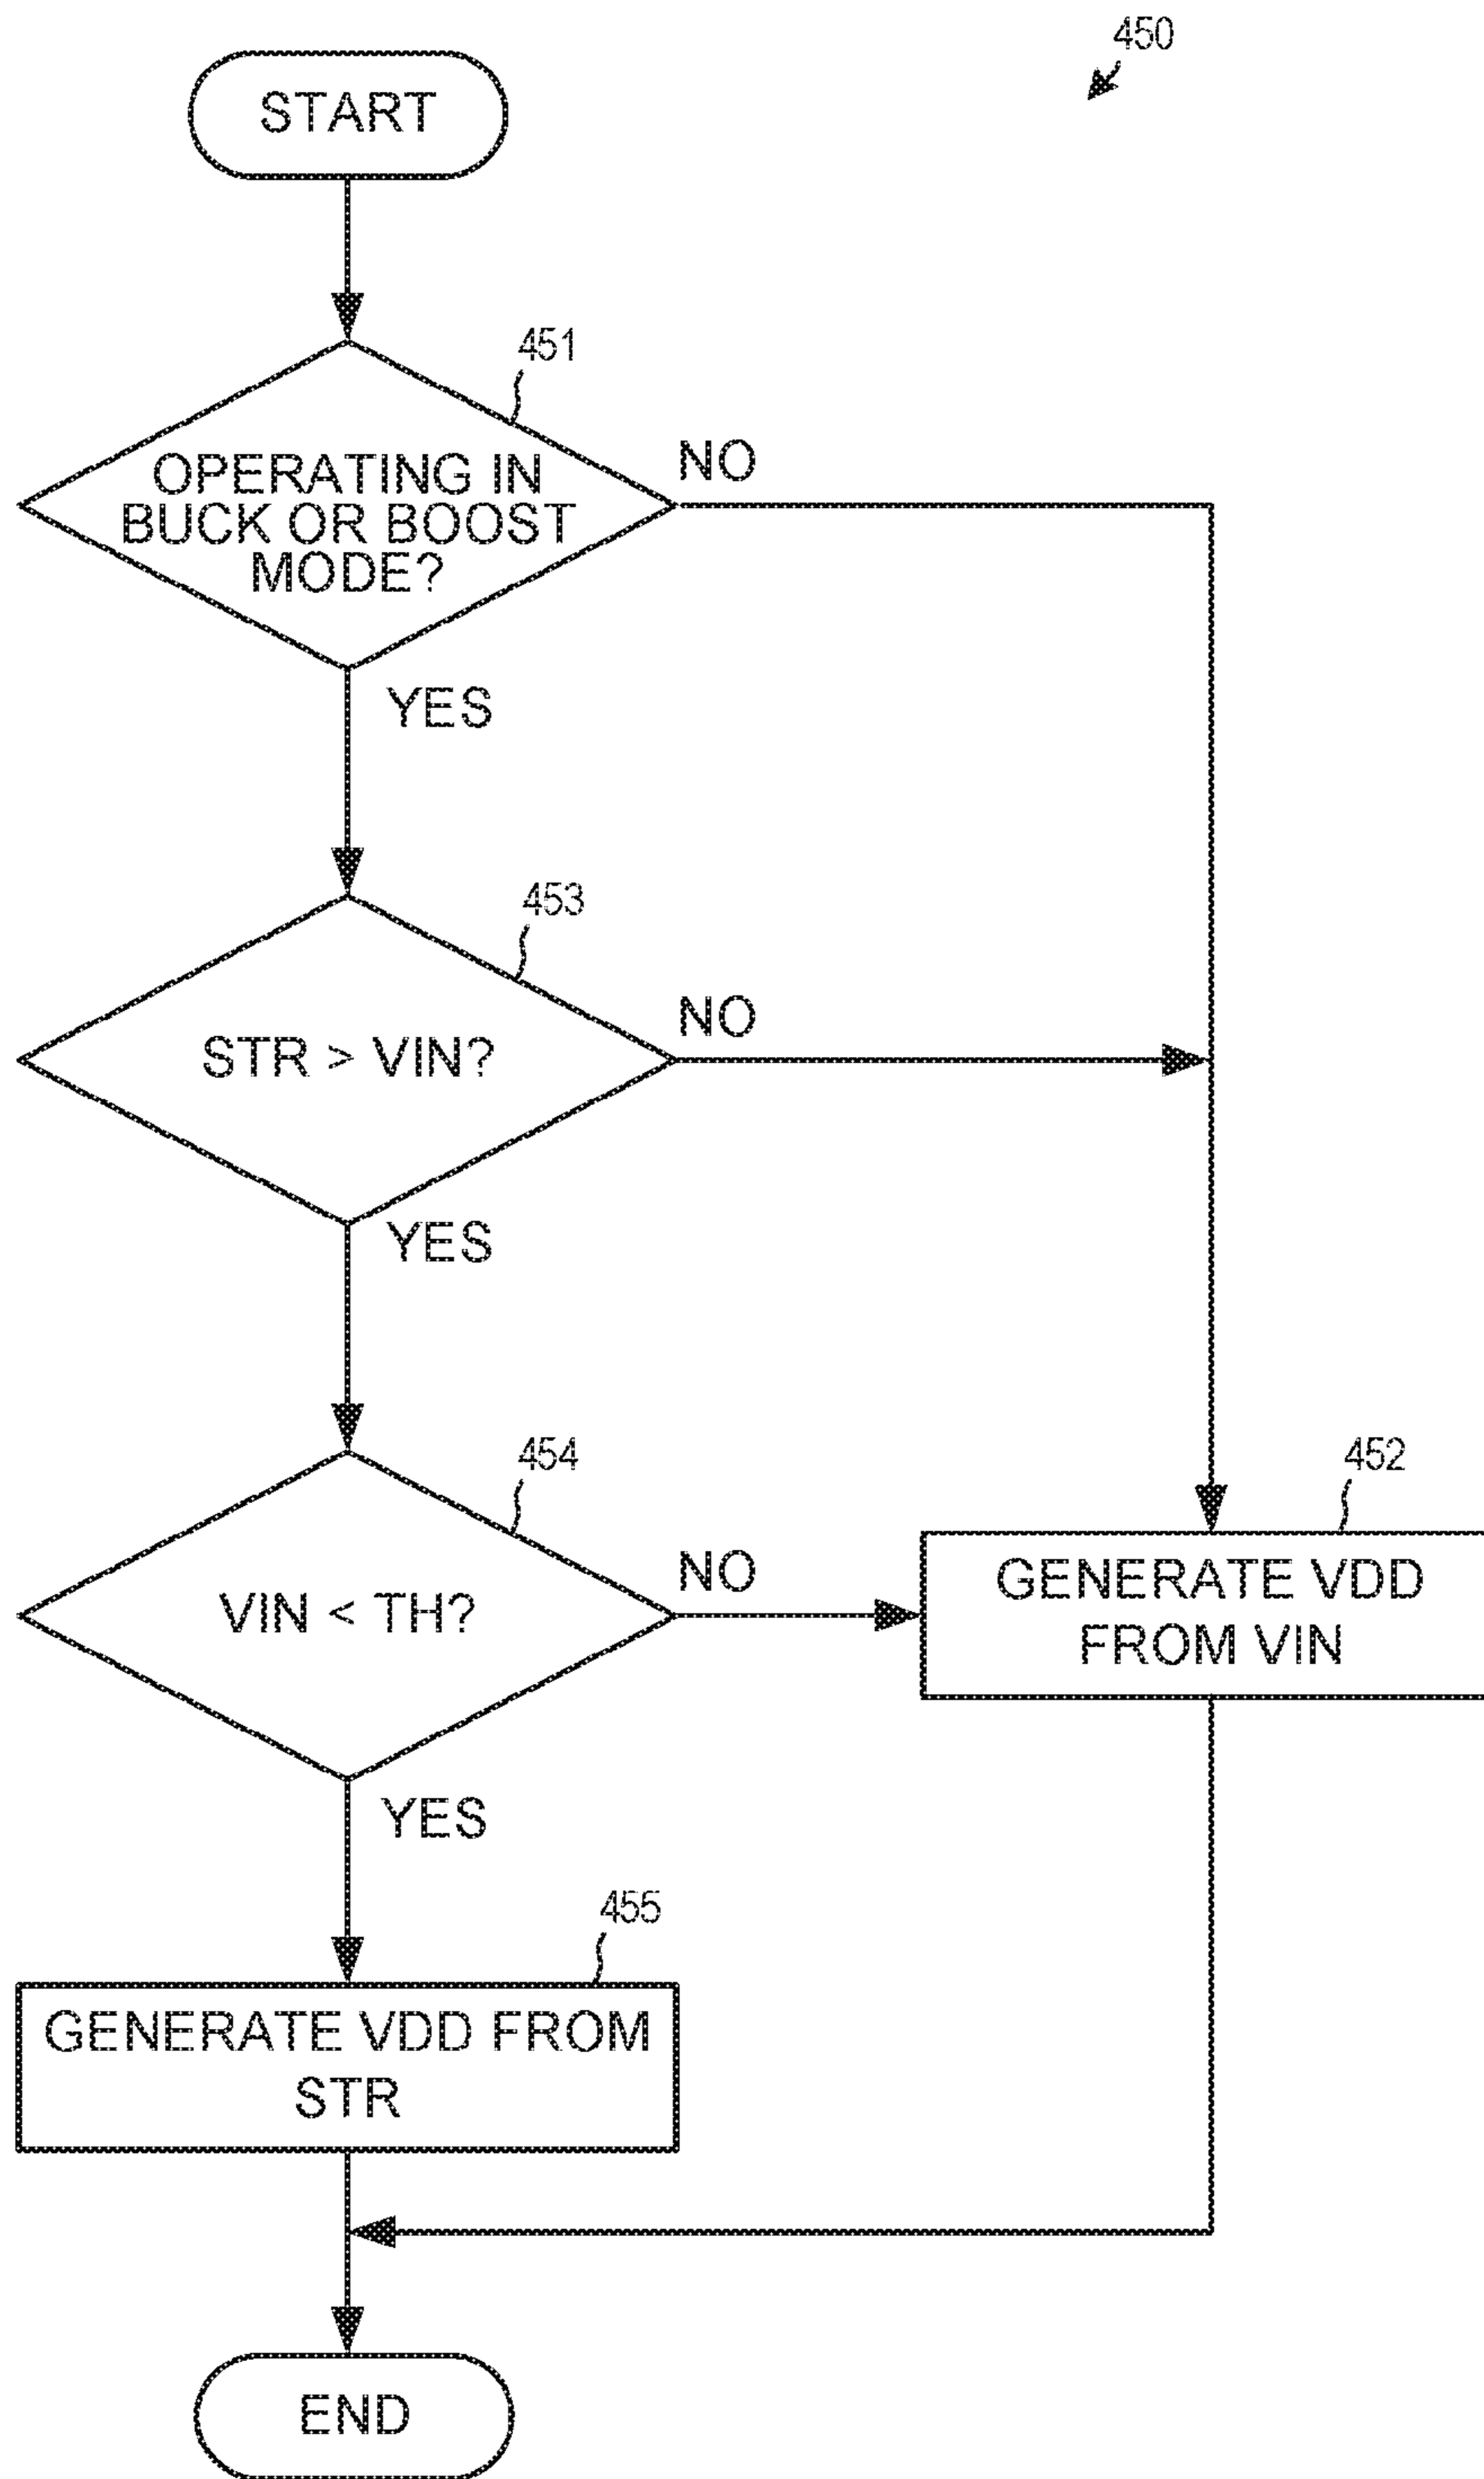 450
START
451
OPERATING IN
BUCK OR BOOST
MODE?
NO
YES
453
STR > VIN?
NO
YES
454
VIN < TH?
NO
YES
452
GENERATE VDD
FROM VIN
455
GENERATE VDD FROM
STR
END